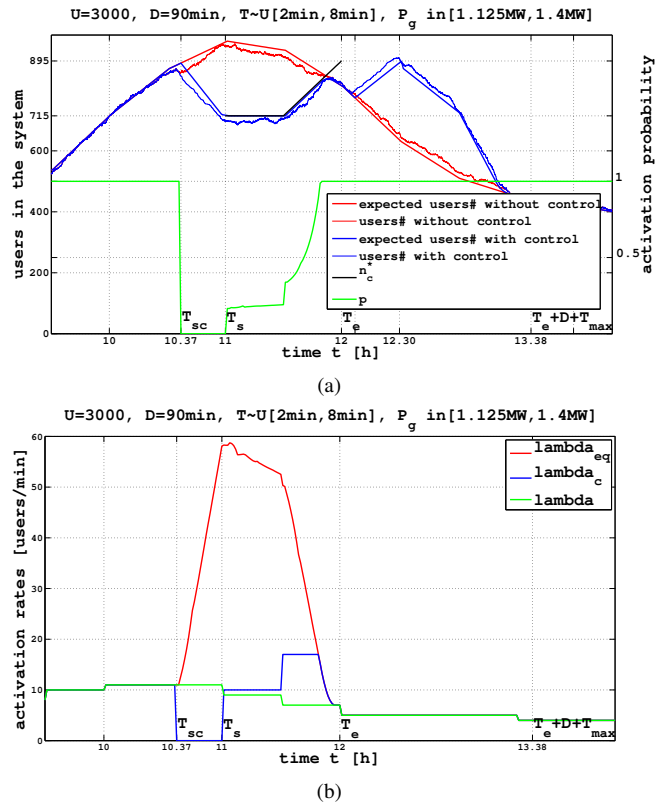 U=3000, D=90min, T~U[2min,8min], P_g in[1.125MW,1.4MW]
users in the system
activation probability
895
715
600
400
200
0
1
0.5
expected users# without control
users# without control
expected users# with control
users# with control
n*_c
p
T_sc
T_s
T_e
T_e+D+T_max
10
10.37
11
12
12.30
13.38
time t [h]
(a)
U=3000, D=90min, T~U[2min,8min], P_g in[1.125MW,1.4MW]
activation rates [users/min]
60
50
40
30
20
10
0
lambda_eq
lambda_c
lambda
T_sc
T_s
T_e
T_e+D+T_max
10
10.37
11
12
13.38
time t [h]
(b)